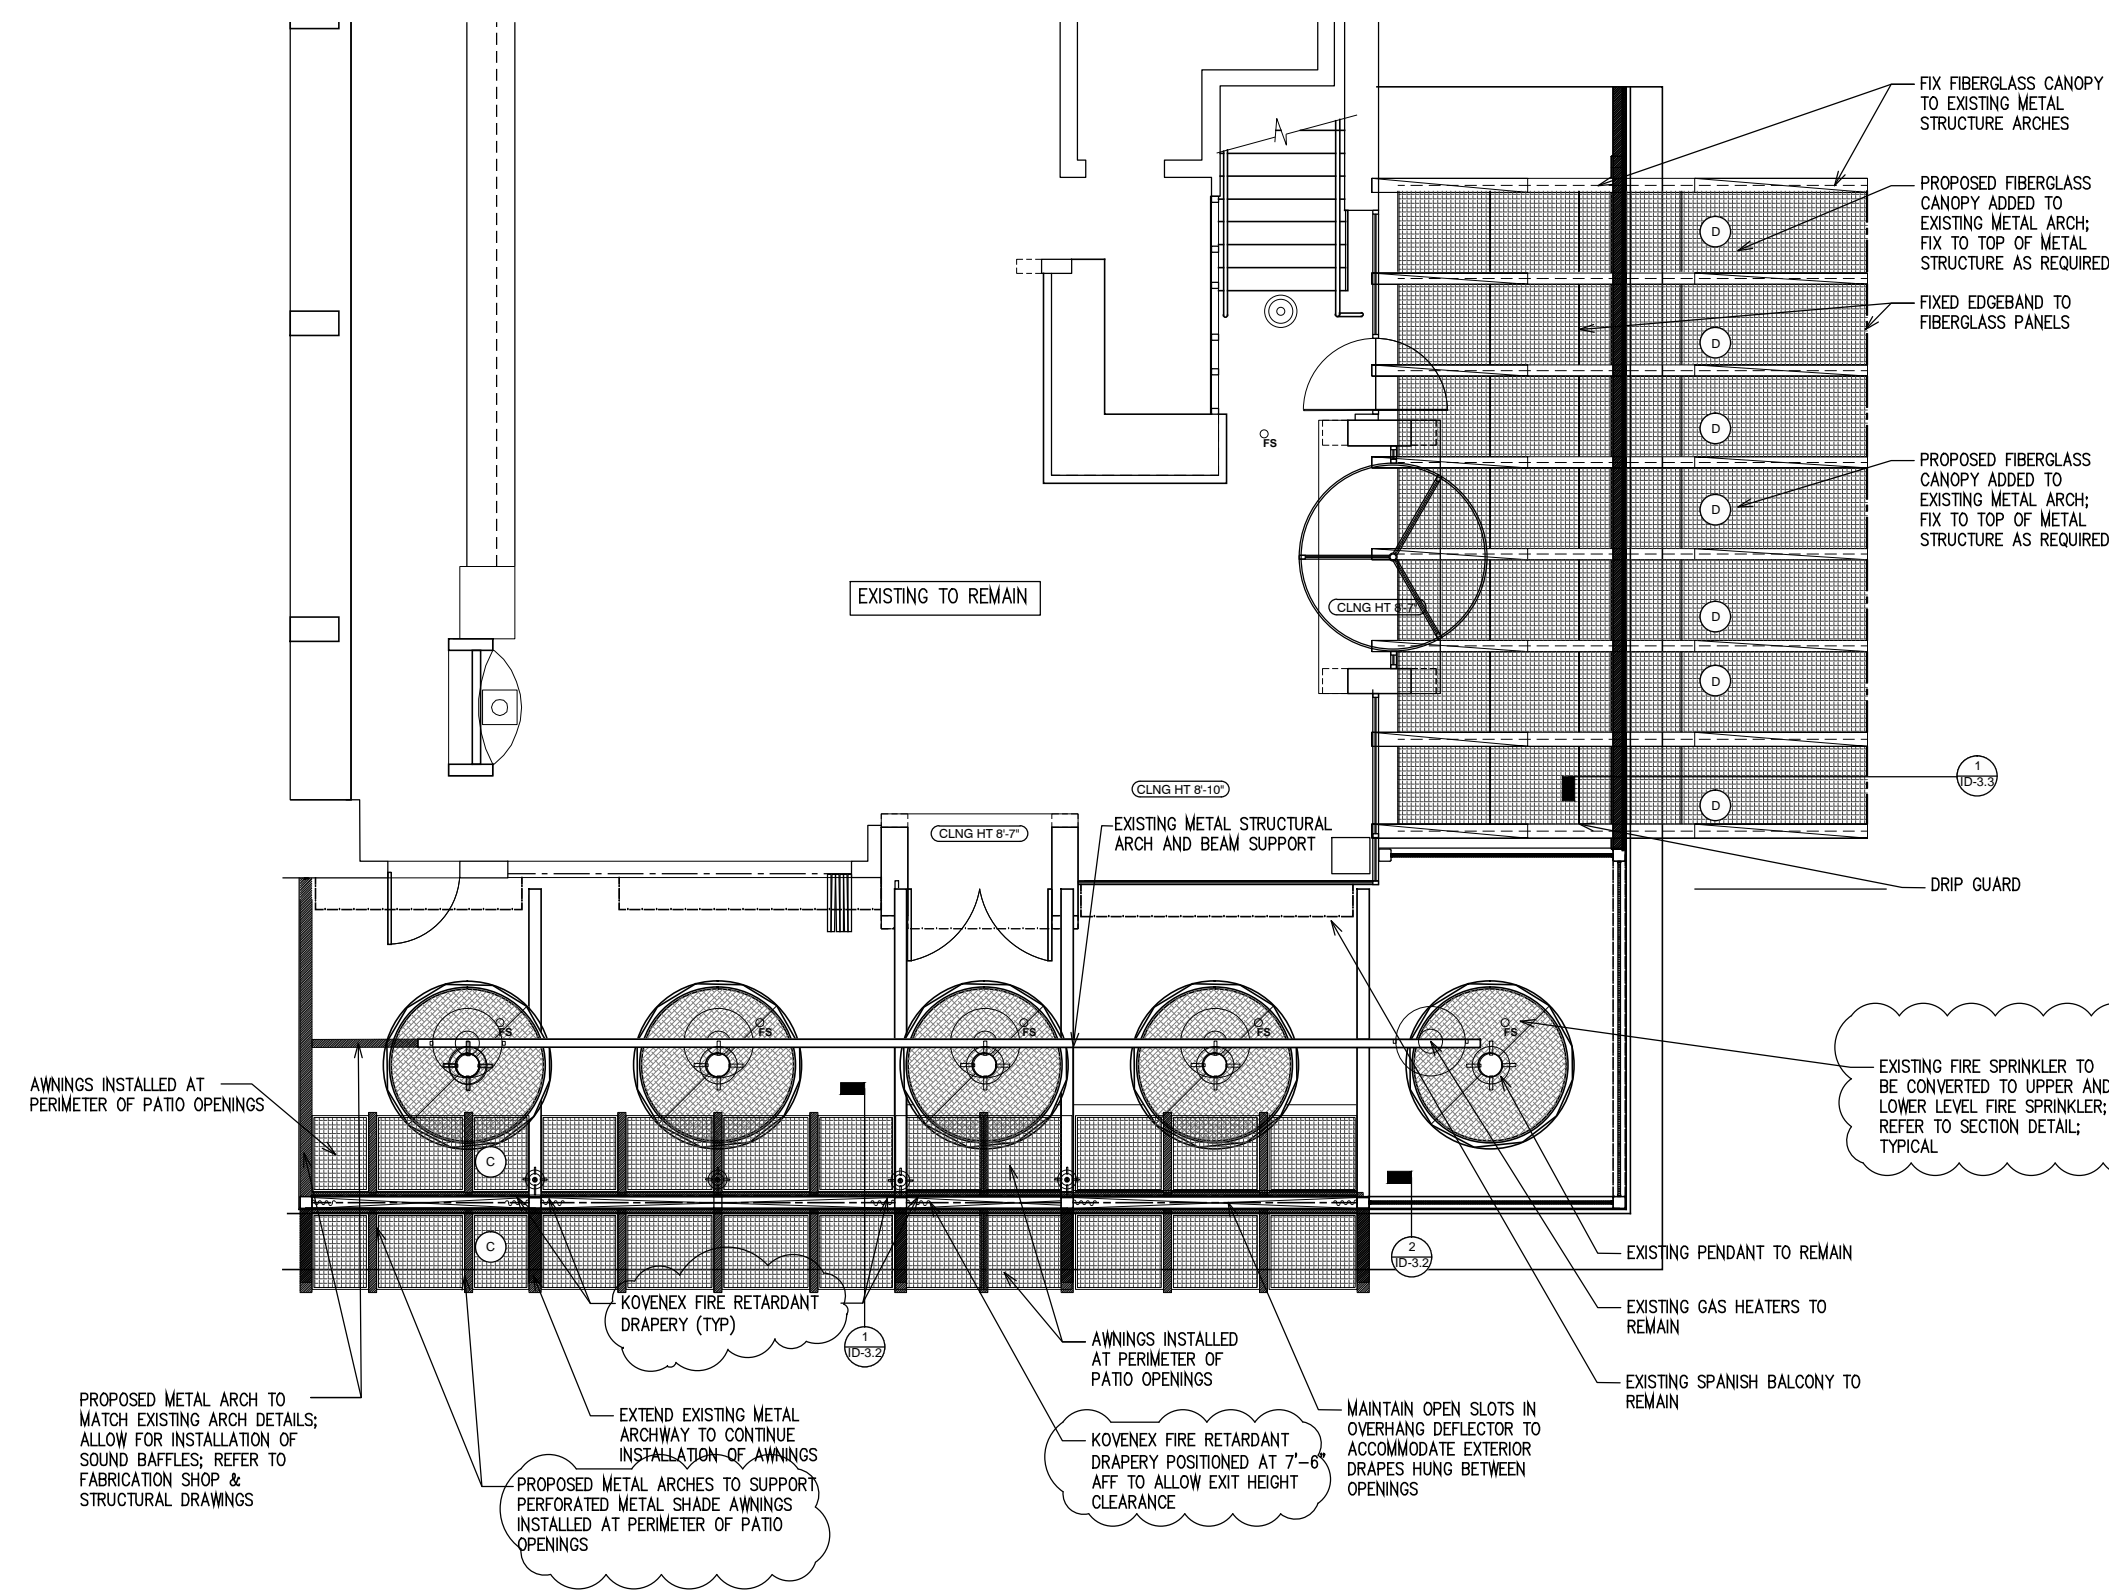 FIX FIBERGLASS CANOPY
TO EXISTING METAL
STRUCTURE ARCHES
PROPOSED FIBERGLASS
CANOPY ADDED TO
EXISTING METAL ARCH;
FIX TO TOP OF METAL
STRUCTURE AS REQUIRED
D
FIXED EDGEBAND TO
FIBERGLASS PANELS
D
D
FS
PROPOSED FIBERGLASS
CANOPY ADDED TO
EXISTING METAL ARCH;
FIX TO TOP OF METAL
STRUCTURE AS REQUIRED
D
EXISTING TO REMAIN
CLNG HT 8'-7"
D
D
1
ID-3.3
CLNG HT 8'-10"
D
CLNG HT 8'-7"
EXISTING METAL STRUCTURAL
ARCH AND BEAM SUPPORT
DRIP GUARD
FS
FS
FS
FS
FS
EXISTING FIRE SPRINKLER TO
BE CONVERTED TO UPPER AND
LOWER LEVEL FIRE SPRINKLER;
REFER TO SECTION DETAIL;
TYPICAL
AWNINGS INSTALLED AT
PERIMETER OF PATIO OPENINGS
C
C
2
ID-3.2
EXISTING PENDANT TO REMAIN
KOVENEX FIRE RETARDANT
DRAPERY (TYP)
1
ID-3.2
EXISTING GAS HEATERS TO
REMAIN
AWNINGS INSTALLED
AT PERIMETER OF
PATIO OPENINGS
EXISTING SPANISH BALCONY TO
REMAIN
PROPOSED METAL ARCH TO
MATCH EXISTING ARCH DETAILS;
ALLOW FOR INSTALLATION OF
SOUND BAFFLES; REFER TO
FABRICATION SHOP &
STRUCTURAL DRAWINGS
EXTEND EXISTING METAL
ARCHWAY TO CONTINUE
INSTALLATION OF AWNINGS
PROPOSED METAL ARCHES TO SUPPORT
PERFORATED METAL SHADE AWNINGS
INSTALLED AT PERIMETER OF PATIO
OPENINGS
KOVENEX FIRE RETARDANT
DRAPERY POSITIONED AT 7'-6"
AFF TO ALLOW EXIT HEIGHT
CLEARANCE
MAINTAIN OPEN SLOTS IN
OVERHANG DEFLECTOR TO
ACCOMMODATE EXTERIOR
DRAPES HUNG BETWEEN
OPENINGS